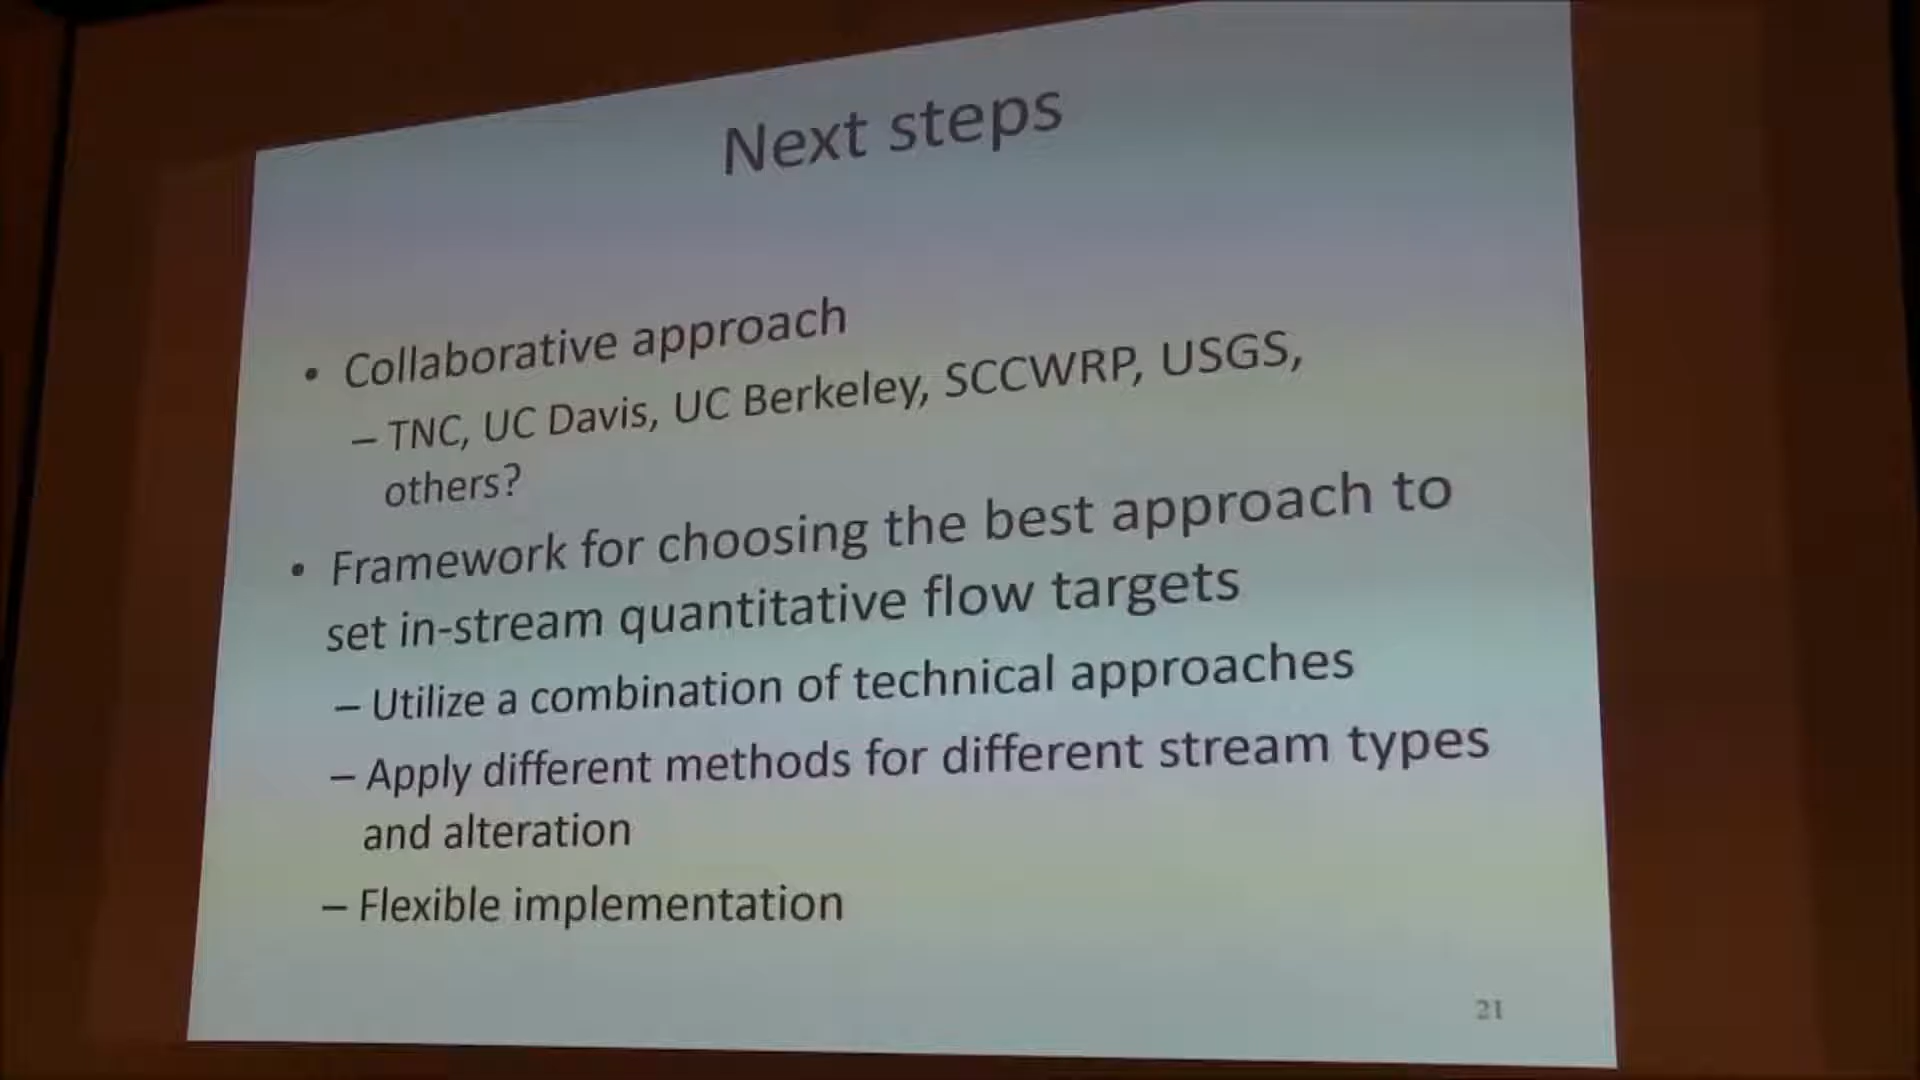 Next steps
• Collaborative approach
– TNC, UC Davis, UC Berkeley, SCCWRP, USGS,
others?
• Framework for choosing the best approach to
set in-stream quantitative flow targets
– Utilize a combination of technical approaches
– Apply different methods for different stream types
and alteration
– Flexible implementation
21